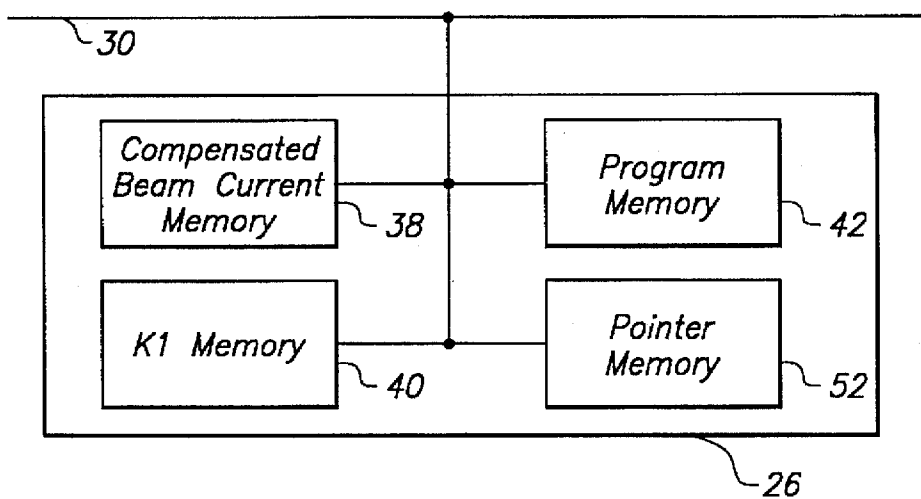 30
Compensated
Beam Current
Memory
38
Program
Memory
42
K1 Memory
40
Pointer
Memory
52
26